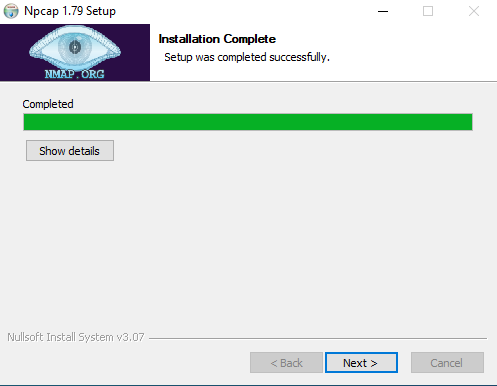 Npcap 1.79 Setup
NMAP.ORG
Installation Complete
Setup was completed successfully.
Completed
Show details
Nullsoft Install System v3.07
< Back
Next >
Cancel